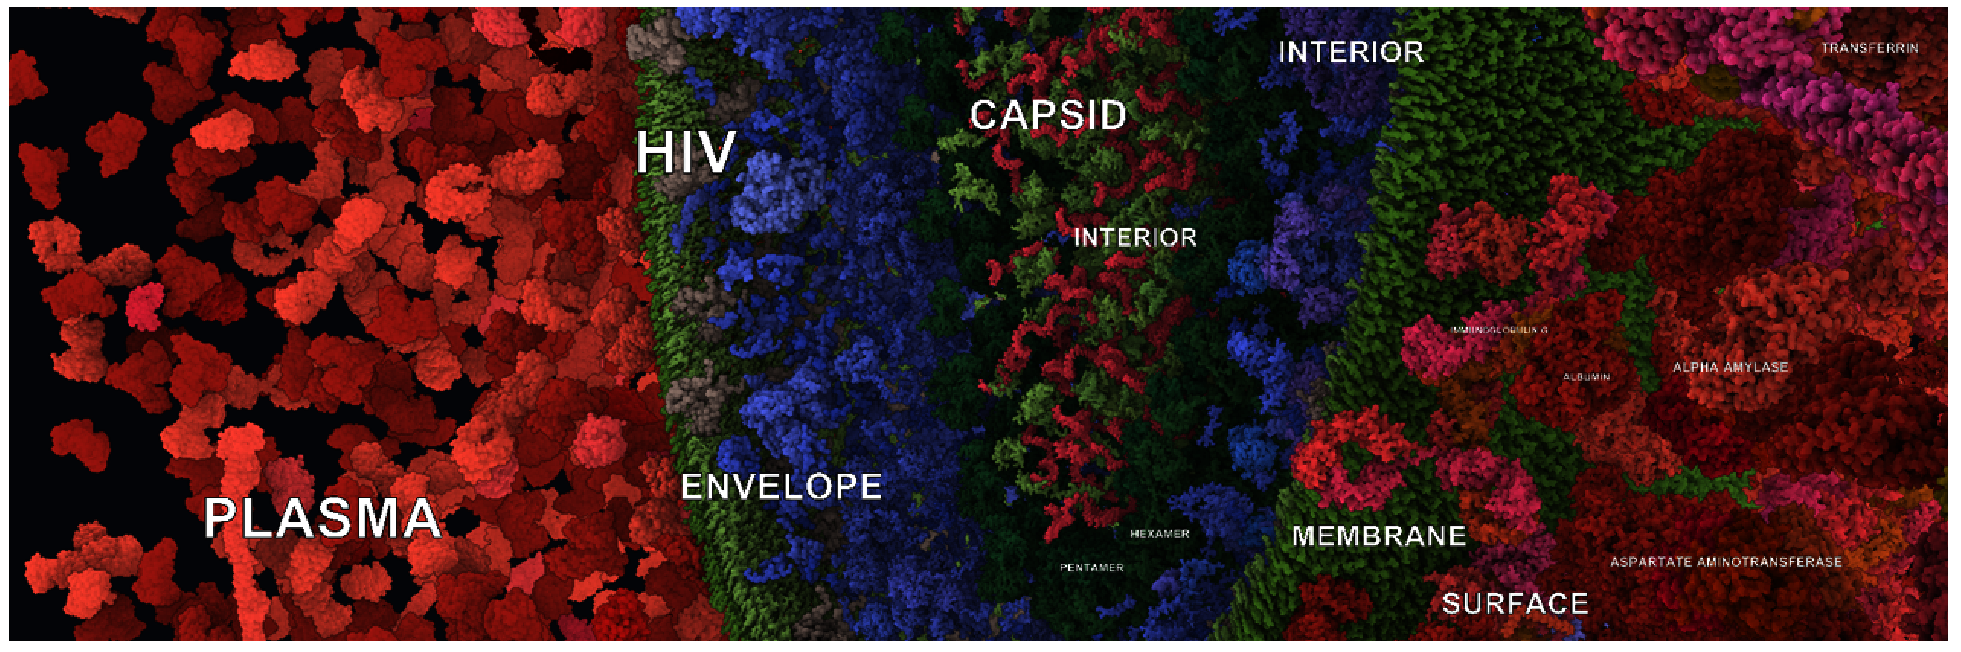 TRANSFERRIN
INTERIOR
CAPSID
HIV
INTERIOR
IMMUNOGLOBULIN G
ALPHA AMYLASE
ALBUMIN
ENVELOPE
PLASMA
HEXAMER
MEMBRANE
PENTAMER
ASPARTATE AMINOTRANSFERASE
SURFACE